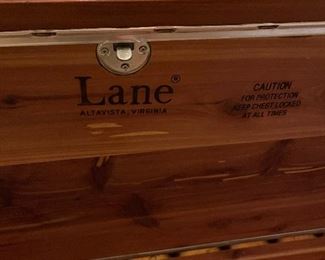 Lane®
ALTAVISTA, VIRGINIA
CAUTION
FOR PROTECTION
KEEP CHEST LOCKED
AT ALL TIMES